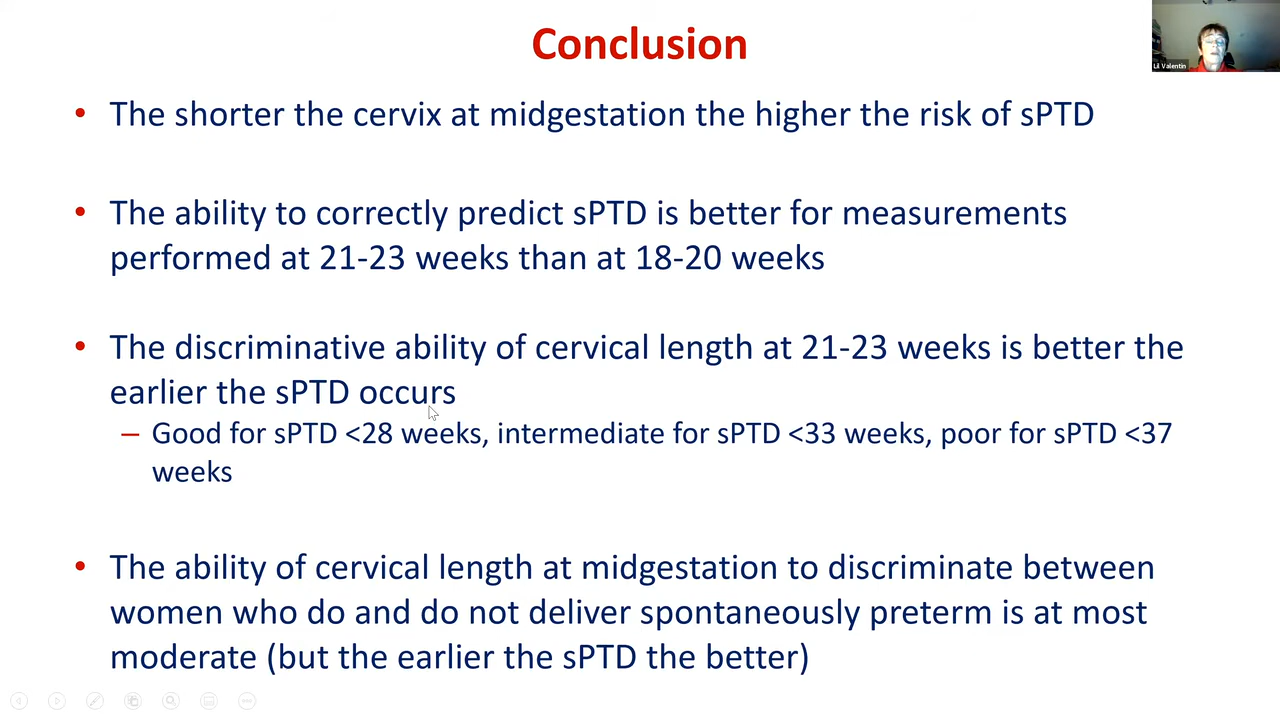 Conclusion
Lil Valentin
• The shorter the cervix at midgestation the higher the risk of sPTD
• The ability to correctly predict sPTD is better for measurements
performed at 21-23 weeks than at 18-20 weeks
• The discriminative ability of cervical length at 21-23 weeks is better the
earlier the sPTD occurs
– Good for sPTD <28 weeks, intermediate for sPTD <33 weeks, poor for sPTD <37
weeks
• The ability of cervical length at midgestation to discriminate between
women who do and do not deliver spontaneously preterm is at most
moderate (but the earlier the sPTD the better)